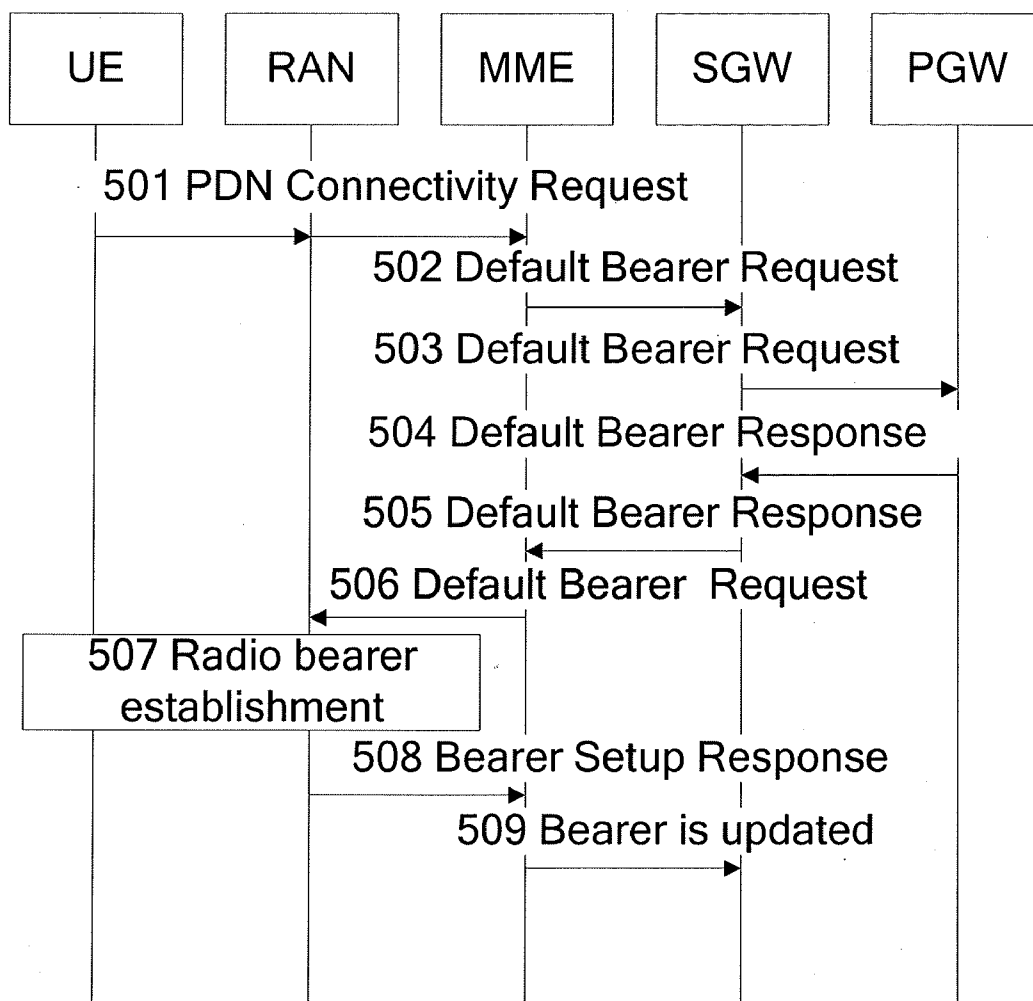 UE RAN MME SGW PGW
501 PDN Connectivity Request
502 Default Bearer Request
503 Default Bearer Request
504 Default Bearer Response
505 Default Bearer Response
506 Default Bearer Request
507 Radio bearer
establishment
508 Bearer Setup Response
509 Bearer is updated